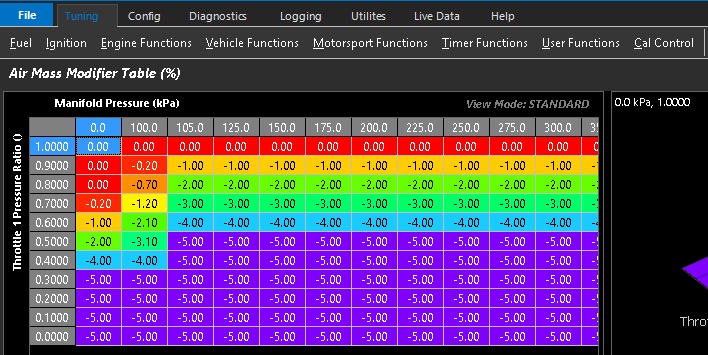 File Tuning Config Diagnostics Logging Utilites Live Data Help
Fuel Ignition Engine Functions Vehicle Functions Motorsport Functions Timer Functions User Functions Cal Control
Air Mass Modifier Table (%)
Manifold Pressure (kPa) View Mode: STANDARD
0.0 kPa, 1.0000
Throttle 1 Pressure Ratio ()
0.0 100.0 105.0 125.0 150.0 175.0 200.0 225.0 250.0 275.0 300.0
1.0000 0.00 0.00 0.00 0.00 0.00 0.00 0.00 0.00 0.00 0.00 0.00
0.9000 0.00 -0.20 -1.00 -1.00 -1.00 -1.00 -1.00 -1.00 -1.00 -1.00 -1.00
0.8000 0.00 -0.70 -2.00 -2.00 -2.00 -2.00 -2.00 -2.00 -2.00 -2.00 -2.00
0.7000 -0.20 -1.20 -3.00 -3.00 -3.00 -3.00 -3.00 -3.00 -3.00 -3.00 -3.00
0.6000 -1.00 -2.10 -4.00 -4.00 -4.00 -4.00 -4.00 -4.00 -4.00 -4.00 -4.00
0.5000 -2.00 -3.10 -5.00 -5.00 -5.00 -5.00 -5.00 -5.00 -5.00 -5.00 -5.00
0.4000 -4.00 -4.00 -5.00 -5.00 -5.00 -5.00 -5.00 -5.00 -5.00 -5.00 -5.00
0.3000 -5.00 -5.00 -5.00 -5.00 -5.00 -5.00 -5.00 -5.00 -5.00 -5.00 -5.00
0.2000 -5.00 -5.00 -5.00 -5.00 -5.00 -5.00 -5.00 -5.00 -5.00 -5.00 -5.00
0.1000 -5.00 -5.00 -5.00 -5.00 -5.00 -5.00 -5.00 -5.00 -5.00 -5.00 -5.00
0.0000 -5.00 -5.00 -5.00 -5.00 -5.00 -5.00 -5.00 -5.00 -5.00 -5.00 -5.00
Thro